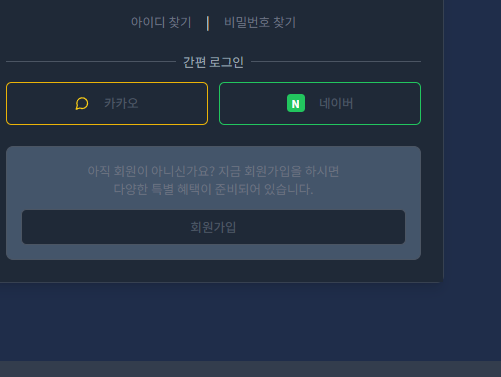 아이디 찾기 | 비밀번호 찾기
간편 로그인
카카오
N 네이버
아직 회원이 아니신가요? 지금 회원가입을 하시면
다양한 특별 혜택이 준비되어 있습니다.
회원가입